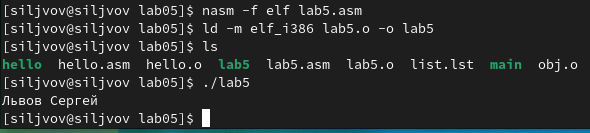 [siljvov@siljvov lab05]$ nasm -f elf lab5.asm
[siljvov@siljvov lab05]$ ld -m elf_i386 lab5.o -o lab5
[siljvov@siljvov lab05]$ ls
hello hello.asm hello.o lab5 lab5.asm lab5.o list.lst main obj.o
[siljvov@siljvov lab05]$ ./lab5
Львов Сергей
[siljvov@siljvov lab05]$